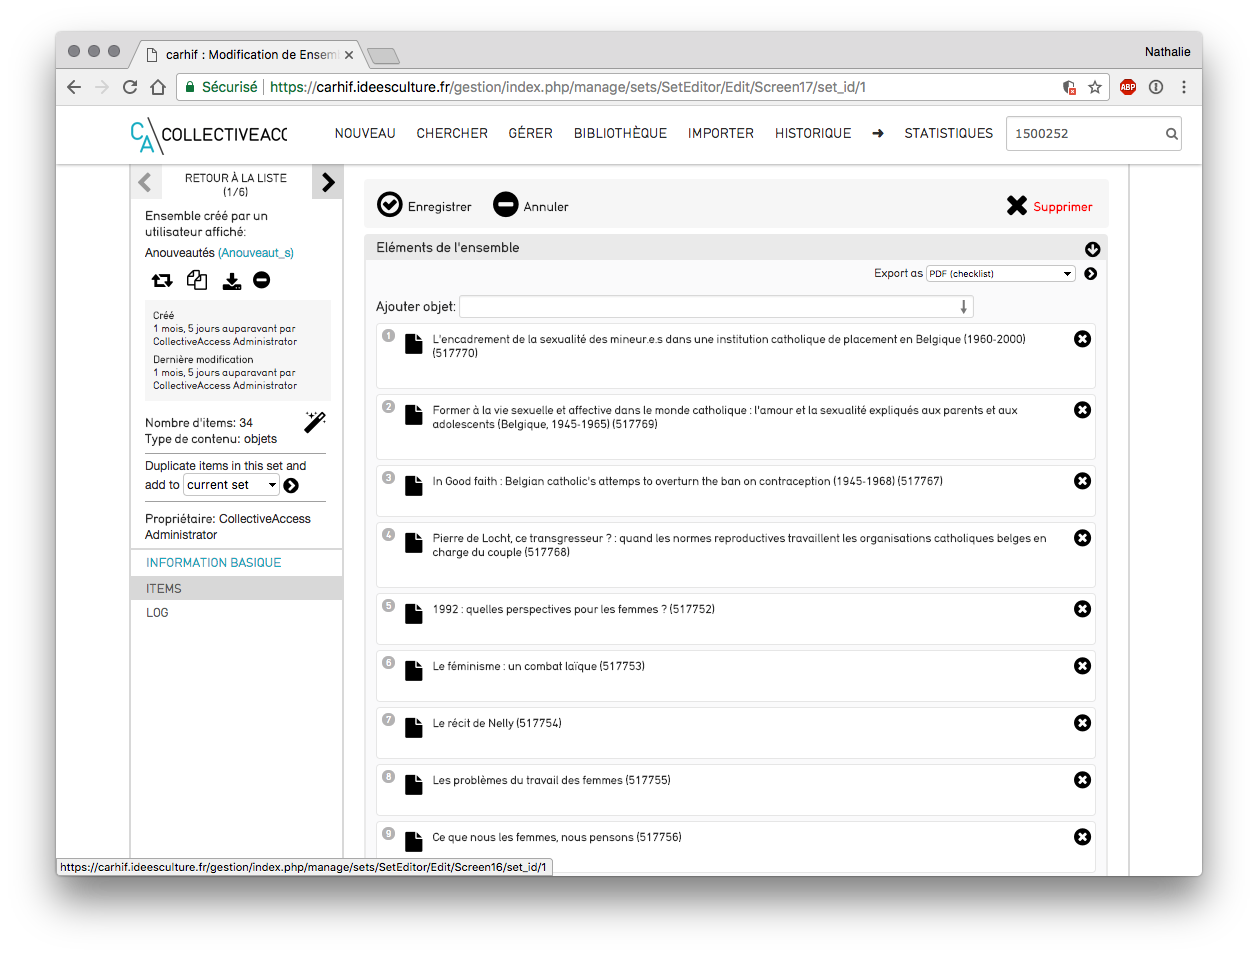 carhif : Modification de Ensem
Nathalie
Sécurisé https://carhif.ideesculture.fr/gestion/index.php/manage/sets/SetEditor/Edit/Screen17/set_id/1
ABP
CA COLLECTIVEACC
NOUVEAU CHERCHER GÉRER BIBLIOTHÈQUE IMPORTER HISTORIQUE ➔ STATISTIQUES 1500252
RETOUR À LA LISTE
(1/6)
Ensemble créé par un
utilisateur affiché:
Anouveautés (Anouveaut_s)
Créé
1 mois, 5 jours auparavant par
CollectiveAccess Administrator
Dernière modification
1 mois, 5 jours auparavant par
CollectiveAccess Administrator
Nombre d'items: 34
Type de contenu: objets
Duplicate items in this set and
add to current set
Propriétaire: CollectiveAccess
Administrator
INFORMATION BASIQUE
ITEMS
LOG
Enregistrer Annuler Supprimer
Eléments de l'ensemble
Export as PDF (checklist)
Ajouter objet:
1 L'encadrement de la sexualité des mineur.e.s dans une institution catholique de placement en Belgique (1960-2000)
(517770)
2 Former à la vie sexuelle et affective dans le monde catholique : l'amour et la sexualité expliqués aux parents et aux
adolescents (Belgique, 1945-1965) (517769)
3 In Good faith : Belgian catholic's attemps to overturn the ban on contraception (1945-1968) (517767)
4 Pierre de Locht, ce transgresseur ? : quand les normes reproductives travaillent les organisations catholiques belges en
charge du couple (517768)
5 1992 : quelles perspectives pour les femmes ? (517752)
6 Le féminisme : un combat laïque (517753)
7 Le récit de Nelly (517754)
8 Les problèmes du travail des femmes (517755)
9 Ce que nous les femmes, nous pensons (517756)
https://carhif.ideesculture.fr/gestion/index.php/manage/sets/SetEditor/Edit/Screen16/set_id/1